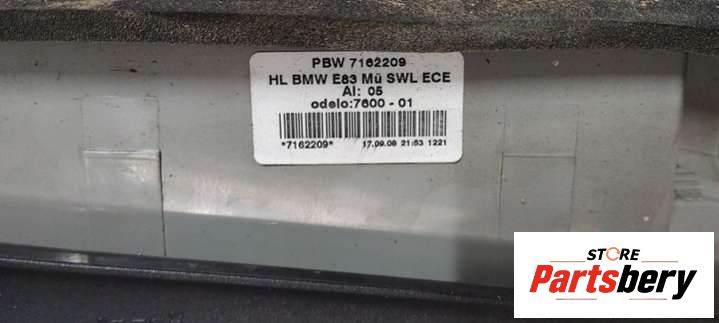 PBW 7162209
HL BMW E83 Mü SWL ECE
AI: 05
odelo:7600 - 01
*7162209* 17.09.08 21:53 1221
STORE
Partsbery